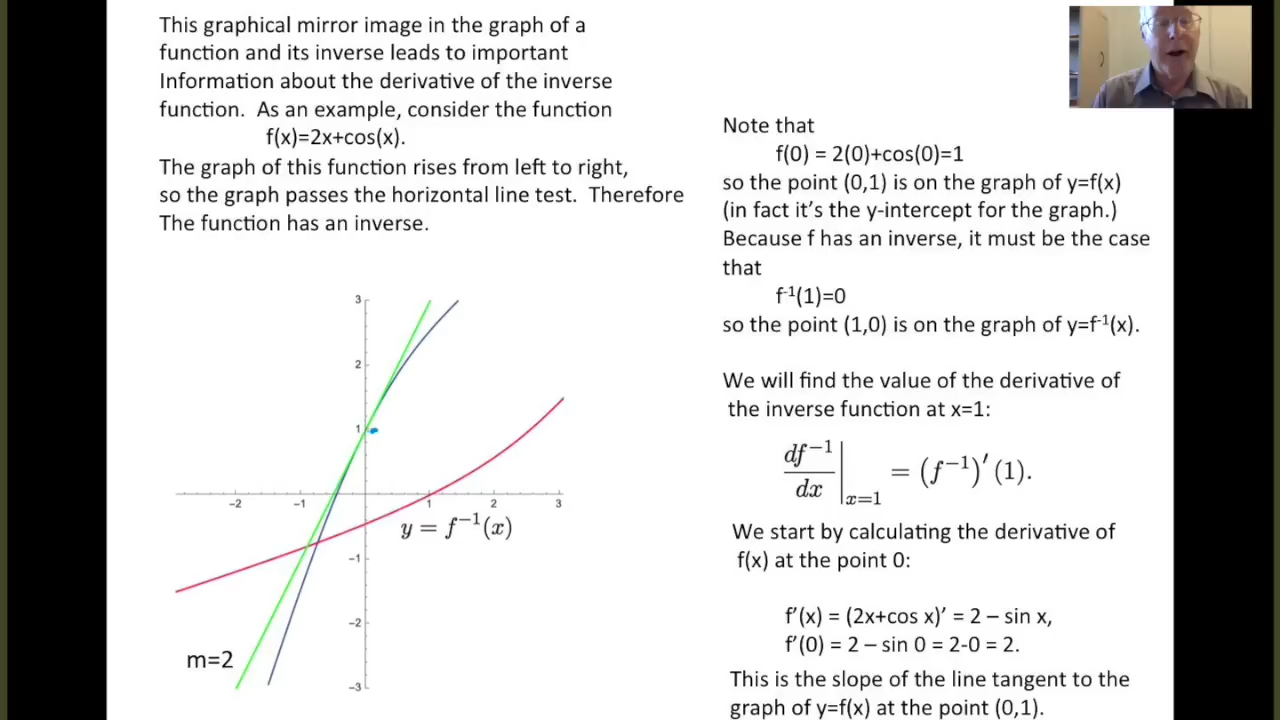 This graphical mirror image in the graph of a
function and its inverse leads to important
Information about the derivative of the inverse
function.  As an example, consider the function
f(x)=2x+cos(x).
The graph of this function rises from left to right,
so the graph passes the horizontal line test.  Therefore
The function has an inverse.
3
2
1
-2
-1
1
2
3
y = f⁻¹(x)
-1
-2
m=2
-3
Note that
f(0) = 2(0)+cos(0)=1
so the point (0,1) is on the graph of y=f(x)
(in fact it's the y-intercept for the graph.)
Because f has an inverse, it must be the case
that
f⁻¹(1)=0
so the point (1,0) is on the graph of y=f⁻¹(x).
We will find the value of the derivative of
the inverse function at x=1:
df⁻¹/dx |x=1 = (f⁻¹)′ (1).
We start by calculating the derivative of
f(x) at the point 0:
f′(x) = (2x+cos x)′ = 2 – sin x,
f′(0) = 2 – sin 0 = 2-0 = 2.
This is the slope of the line tangent to the
graph of y=f(x) at the point (0,1).